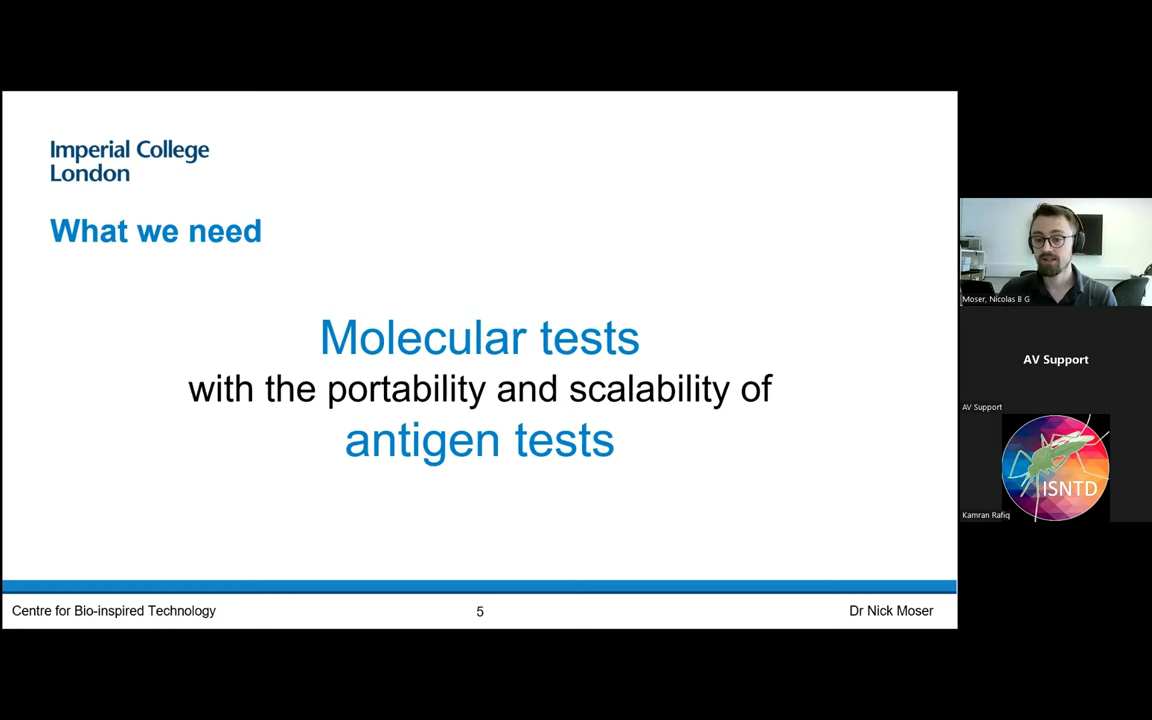 Imperial College
London
What we need
Molecular tests
with the portability and scalability of
antigen tests
Centre for Bio-inspired Technology
5
Dr Nick Moser
Moser, Nicolas B G
AV Support
AV Support
ISNTD
Kamran Rafiq